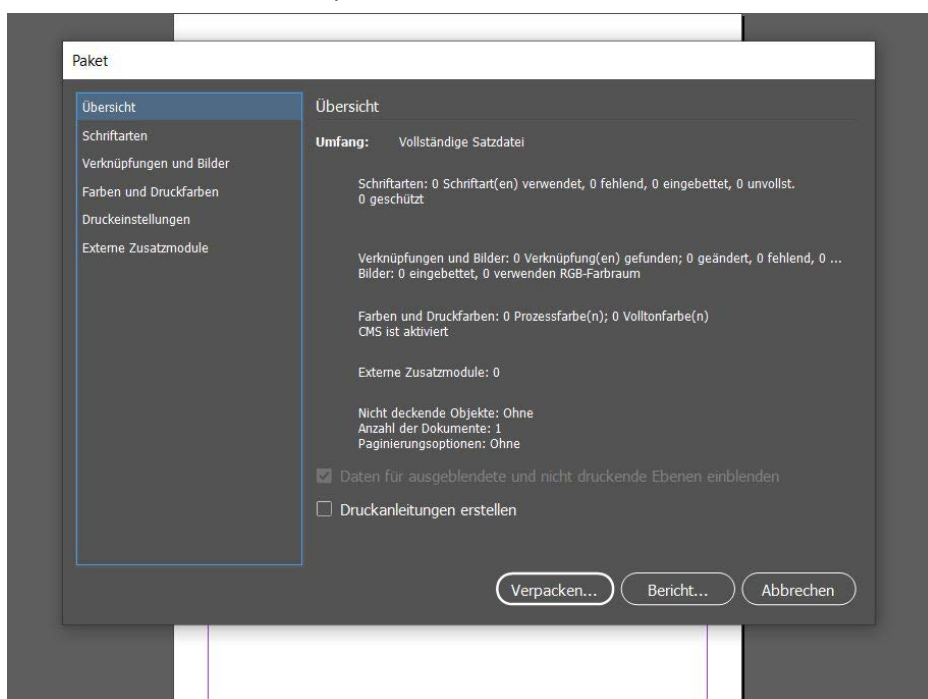 Paket
Übersicht
Schriftarten
Verknüpfungen und Bilder
Farben und Druckfarben
Druckeinstellungen
Externe Zusatzmodule
Übersicht
Umfang: Vollständige Satzdatei
Schriftarten: 0 Schriftart(en) verwendet, 0 fehlend, 0 eingebettet, 0 unvollst.
0 geschützt
Verknüpfungen und Bilder: 0 Verknüpfung(en) gefunden; 0 geändert, 0 fehlend, 0 ...
Bilder: 0 eingebettet, 0 verwenden RGB-Farbraum
Farben und Druckfarben: 0 Prozessfarbe(n); 0 Volltonfarbe(n)
CMS ist aktiviert
Externe Zusatzmodule: 0
Nicht deckende Objekte: Ohne
Anzahl der Dokumente: 1
Paginierungsoptionen: Ohne
Daten für ausgeblendete und nicht druckende Ebenen einblenden
Druckanleitungen erstellen
Verpacken... Bericht... Abbrechen